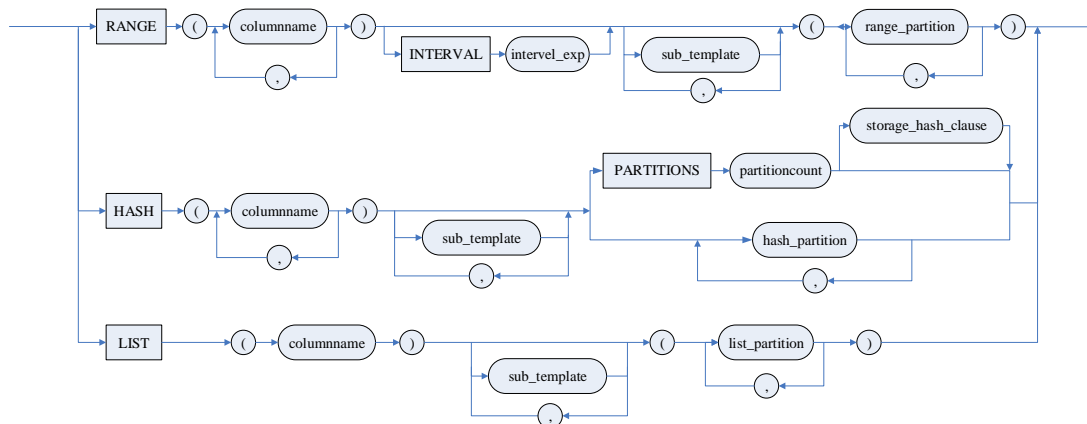 RANGE ( columnname ) ( range_partition )
, INTERVAL intervel_exp sub_template ,
,
storage_hash_clause
PARTITIONS partitioncount
HASH ( columnname )
, sub_template hash_partition
, ,
LIST ( columnname ) ( list_partition )
sub_template ,
,